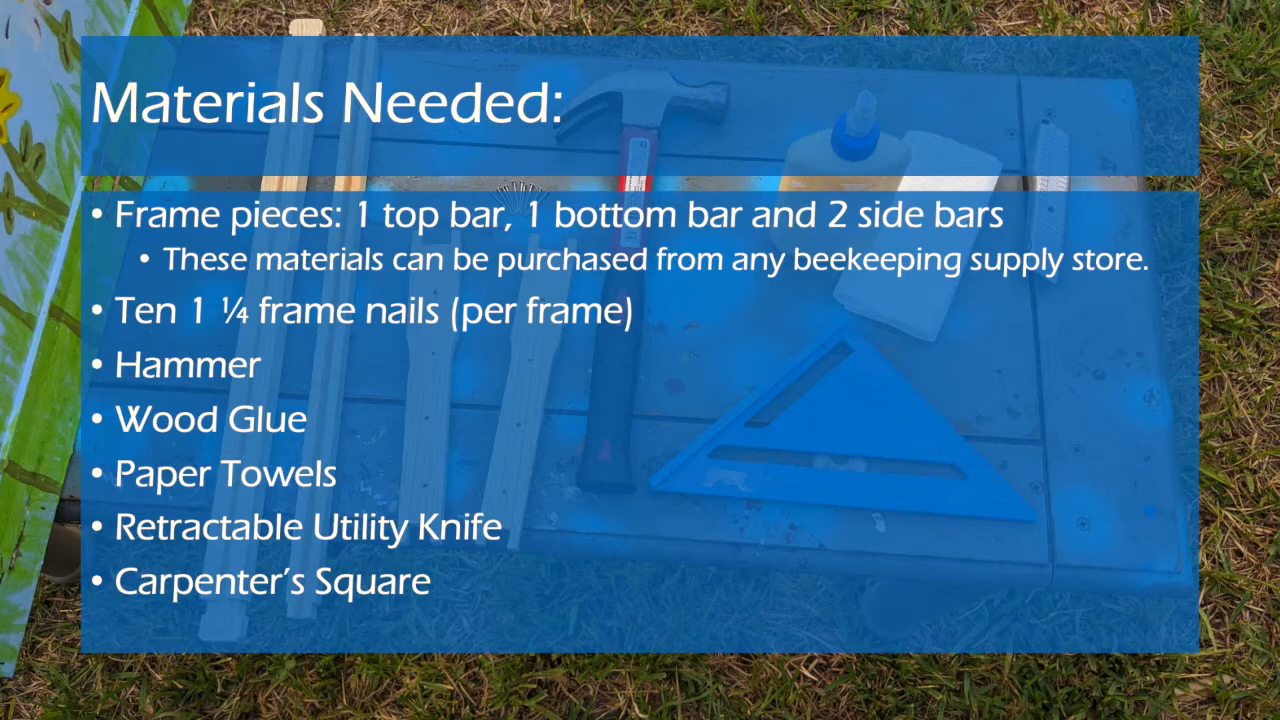 Materials Needed:
• Frame pieces: 1 top bar, 1 bottom bar and 2 side bars
• These materials can be purchased from any beekeeping supply store.
• Ten 1 ¼ frame nails (per frame)
• Hammer
• Wood Glue
• Paper Towels
• Retractable Utility Knife
• Carpenter’s Square